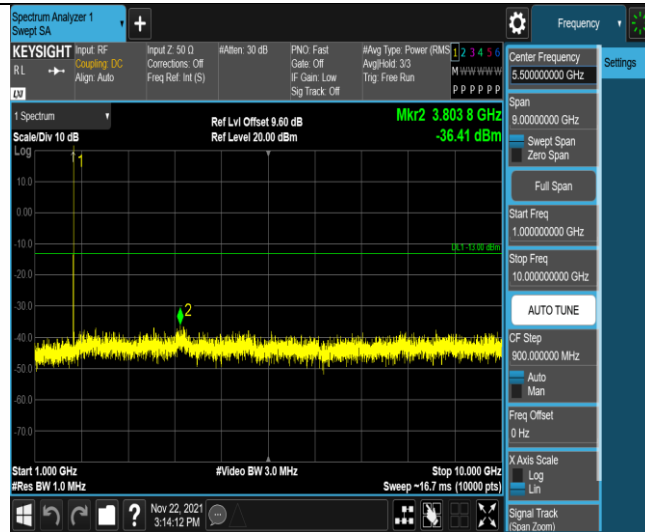 Spectrum Analyzer 1
Swept SA
+
Frequency
KEYSIGHT
RL
LXI
Input: RF
Coupling: DC
Align: Auto
Input Z: 50 Ω
Corrections: Off
Freq Ref: Int (S)
#Atten: 30 dB
PNO: Fast
Gate: Off
IF Gain: Low
Sig Track: Off
#Avg Type: Power (RMS
Avg|Hold: 3/3
Trig: Free Run
1 2 3 4 5 6
M W W W W W
P P P P P P
1 Spectrum
Scale/Div 10 dB
Log
Ref Lvl Offset 9.60 dB
Ref Level 20.00 dBm
Mkr2 3.803 8 GHz
-36.41 dBm
1
10.0
0.00
-10.0
DL1 -13.00 dBm
-20.0
-30.0
2
-40.0
-50.0
-60.0
-70.0
Start 1.000 GHz
#Res BW 1.0 MHz
#Video BW 3.0 MHz
Stop 10.000 GHz
Sweep ~16.7 ms (10000 pts)
Nov 22, 2021
3:14:12 PM
?
Center Frequency
5.500000000 GHz
Settings
Span
9.00000000 GHz
Swept Span
Zero Span
Full Span
Start Freq
1.000000000 GHz
Stop Freq
10.000000000 GHz
AUTO TUNE
CF Step
900.000000 MHz
Auto
Man
Freq Offset
0 Hz
X Axis Scale
Log
Lin
Signal Track
(Span Zoom)